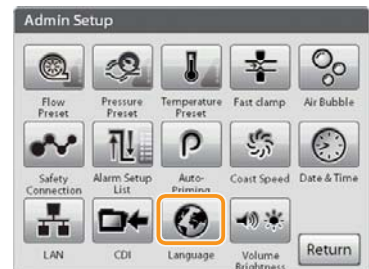 Admin Setup
Flow Pressure Temperature Fast clamp Air Bubble
Preset Preset Preset
Safety Alarm Setup Auto- Coast Speed Date & Time
Connection List Priming
LAN CDI Language Volume Return
Brightness